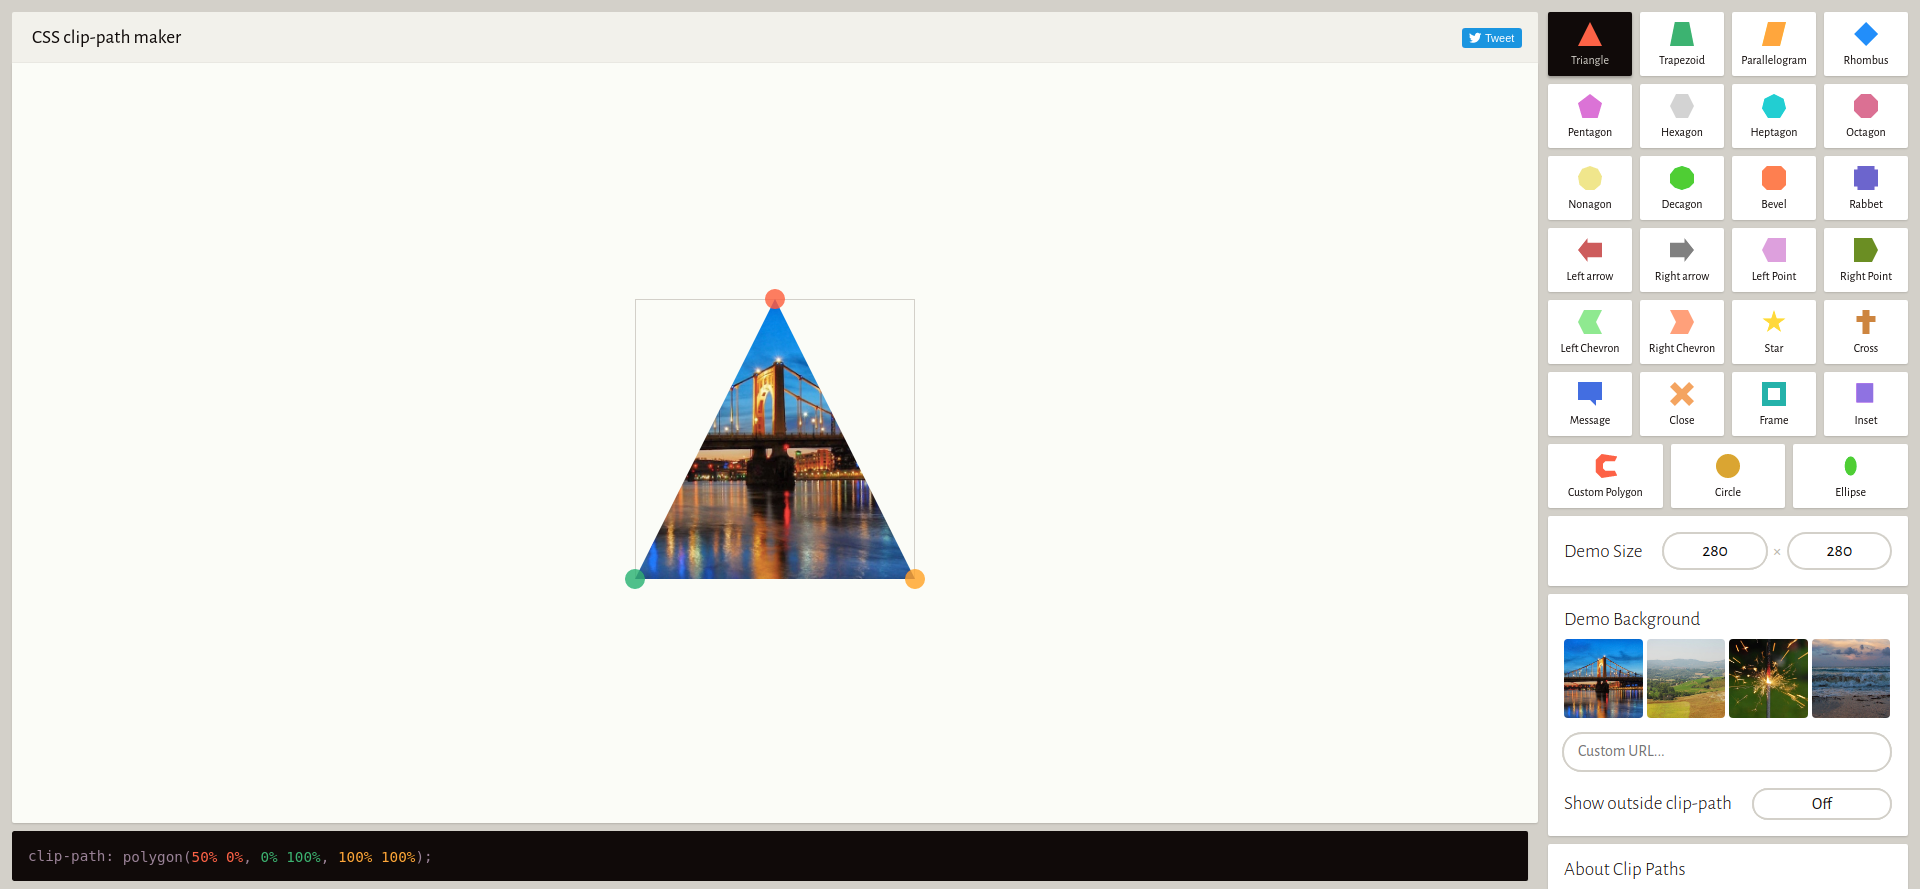 CSS clip-path maker
Tweet
Triangle
Trapezoid
Parallelogram
Rhombus
Pentagon
Hexagon
Heptagon
Octagon
Nonagon
Decagon
Bevel
Rabbet
Left arrow
Right arrow
Left Point
Right Point
Left Chevron
Right Chevron
Star
Cross
Message
Close
Frame
Inset
Custom Polygon
Circle
Ellipse
Demo Size 280 × 280
Demo Background
Custom URL...
Show outside clip-path Off
About Clip Paths
clip-path: polygon(50% 0%, 0% 100%, 100% 100%);